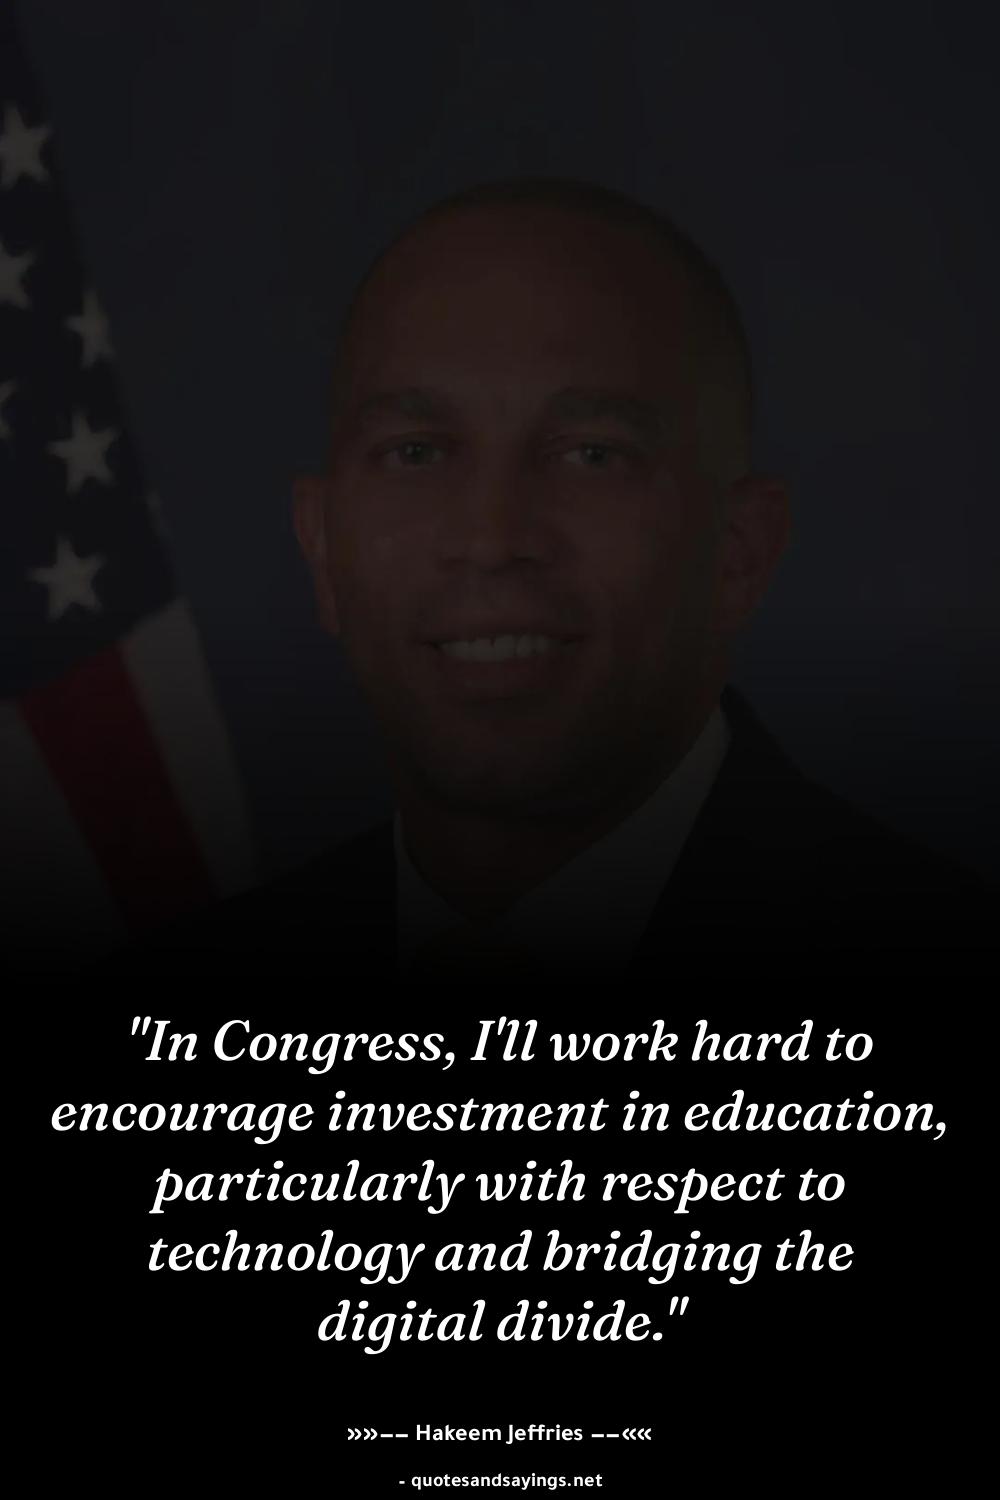 "In Congress, I'll work hard to
encourage investment in education,
particularly with respect to
technology and bridging the
digital divide."
»»−− Hakeem Jeffries −−««
- quotesandsayings.net